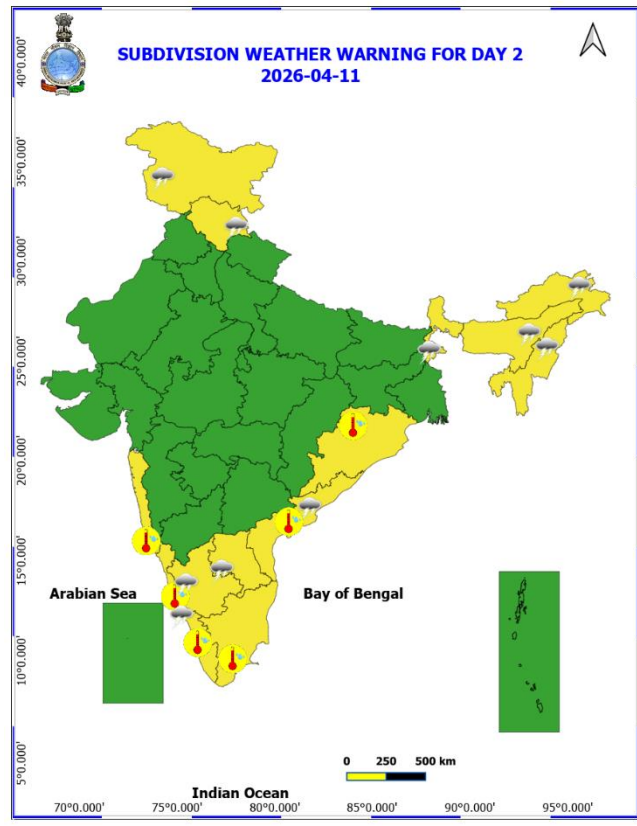 SUBDIVISION WEATHER WARNING FOR DAY 2
2026-04-11
40°0.000'
35°0.000'
30°0.000'
25°0.000'
20°0.000'
15°0.000'
10°0.000'
5°0.000'
Arabian Sea
Bay of Bengal
0 250 500 km
Indian Ocean
70°0.000' 75°0.000' 80°0.000' 85°0.000' 90°0.000' 95°0.000'